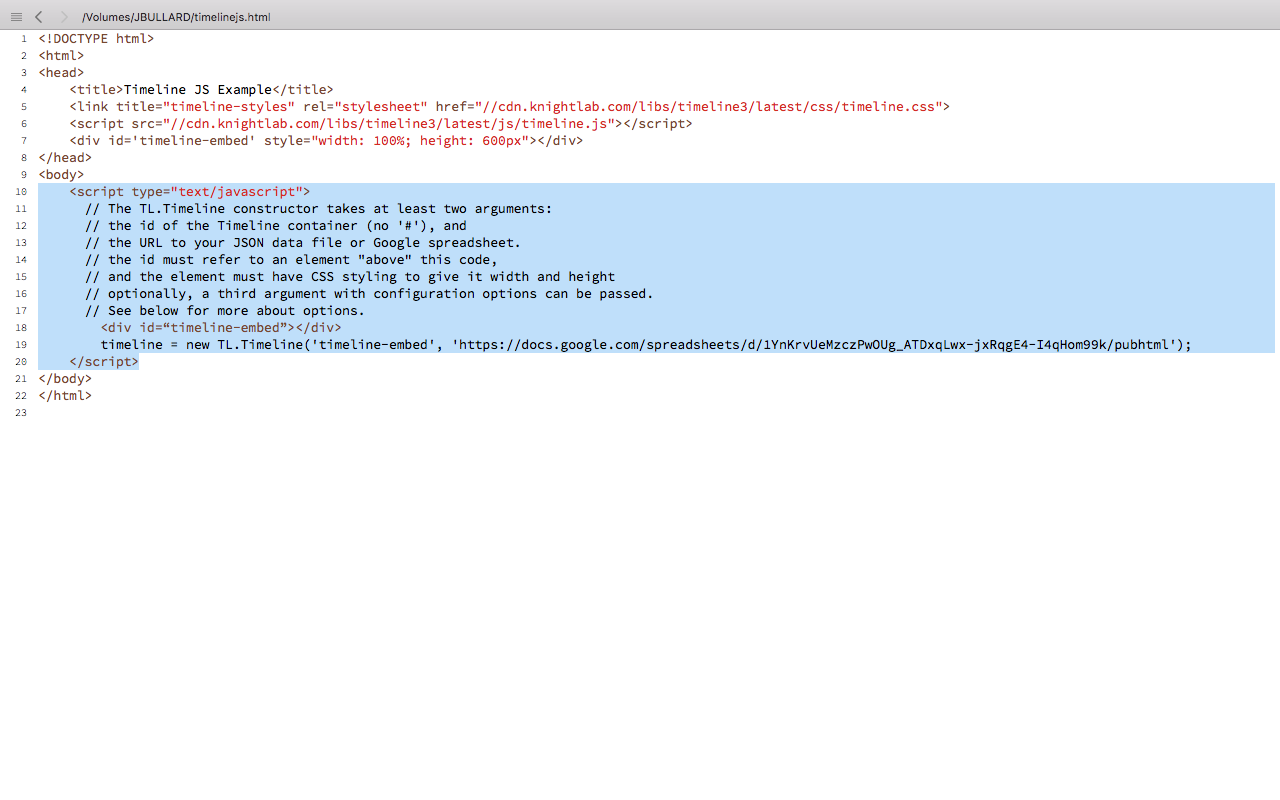 /Volumes/JBULLARD/timelinejs.html
1 <!DOCTYPE html>
2 <html>
3 <head>
4 <title>Timeline JS Example</title>
5 <link title="timeline-styles" rel="stylesheet" href="//cdn.knightlab.com/libs/timeline3/latest/css/timeline.css">
6 <script src="//cdn.knightlab.com/libs/timeline3/latest/js/timeline.js"></script>
7 <div id='timeline-embed' style="width: 100%; height: 600px"></div>
8 </head>
9 <body>
10 <script type="text/javascript">
11 // The TL.Timeline constructor takes at least two arguments:
12 // the id of the Timeline container (no '#'), and
13 // the URL to your JSON data file or Google spreadsheet.
14 // the id must refer to an element "above" this code,
15 // and the element must have CSS styling to give it width and height
16 // optionally, a third argument with configuration options can be passed.
17 // See below for more about options.
18 <div id=“timeline-embed”></div>
19 timeline = new TL.Timeline('timeline-embed', 'https://docs.google.com/spreadsheets/d/1YnKrvUeMzczPwOUg_ATDxqLwx-jxRqgE4-I4qHom99k/pubhtml');
20 </script>
21 </body>
22 </html>
23